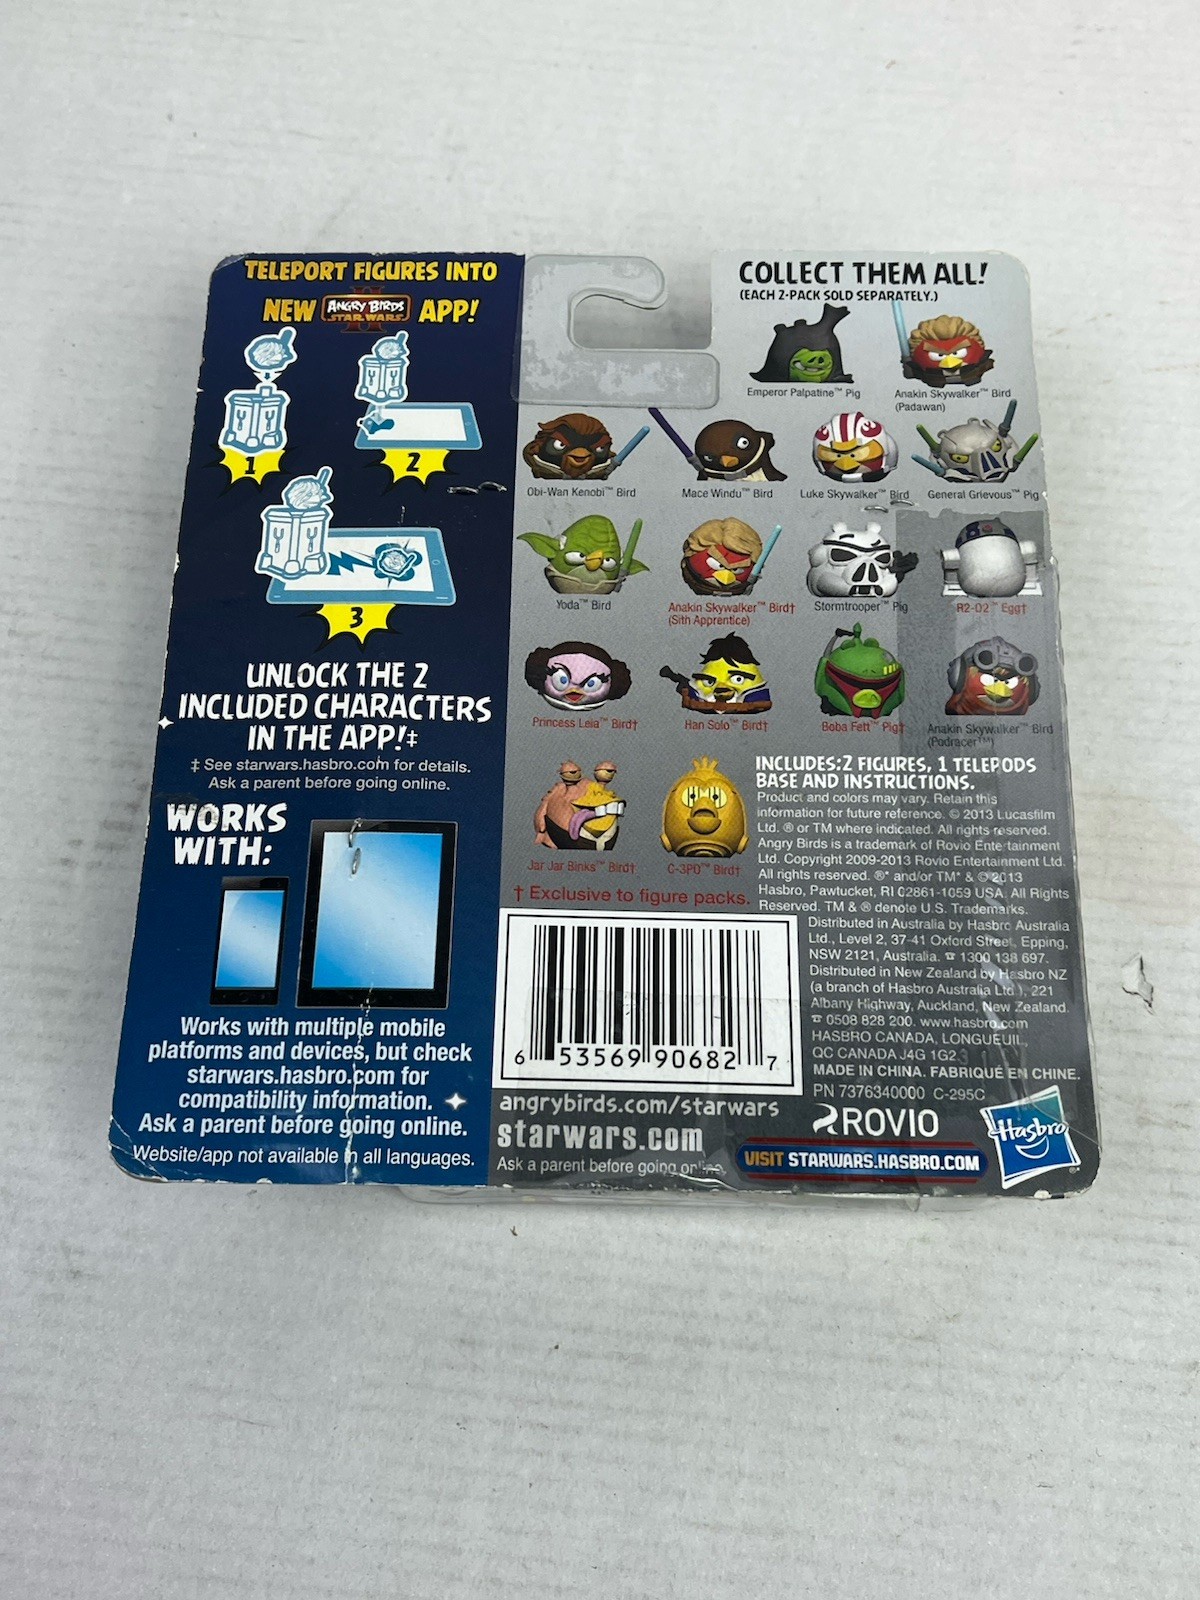 TELEPORT FIGURES INTO
NEW ANGRY BIRDS STAR WARS II APP!
1
2
3
UNLOCK THE 2
INCLUDED CHARACTERS
IN THE APP!‡
‡ See starwars.hasbro.com for details.
Ask a parent before going online.
WORKS
WITH:
Works with multiple mobile
platforms and devices, but check
starwars.hasbro.com for
compatibility information.
Ask a parent before going online.
Website/app not available in all languages.
COLLECT THEM ALL!
(EACH 2-PACK SOLD SEPARATELY.)
Emperor Palpatine™ Pig
Anakin Skywalker™ Bird
(Padawan)
Obi-Wan Kenobi™ Bird
Mace Windu™ Bird
Luke Skywalker™ Bird
General Grievous™ Pig
Yoda™ Bird
Anakin Skywalker™ Bird†
(Sith Apprentice)
Stormtrooper™ Pig
R2-D2™ Egg†
Princess Leia™ Bird†
Han Solo™ Bird†
Boba Fett™ Pig†
Anakin Skywalker™ Bird
(Podracer™)
Jar Jar Binks™ Bird†
C-3PO™ Bird†
† Exclusive to figure packs.
INCLUDES:2 FIGURES, 1 TELEPODS
BASE AND INSTRUCTIONS.
Product and colors may vary. Retain this
information for future reference. © 2013 Lucasfilm
Ltd. ® or TM where indicated. All rights reserved.
Angry Birds is a trademark of Rovio Entertainment
Ltd. Copyright 2009-2013 Rovio Entertainment Ltd.
All rights reserved. ®* and/or TM* & © 2013
Hasbro, Pawtucket, RI 02861-1059 USA. All Rights
Reserved. TM & ® denote U.S. Trademarks.
Distributed in Australia by Hasbro Australia
Ltd., Level 2, 37-41 Oxford Street, Epping,
NSW 2121, Australia. ☎ 1300 138 697.
Distributed in New Zealand by Hasbro NZ
(a branch of Hasbro Australia Ltd.), 221
Albany Highway, Auckland, New Zealand.
☎ 0508 828 200. www.hasbro.com
HASBRO CANADA, LONGUEUIL,
QC CANADA J4G 1G2.
MADE IN CHINA. FABRIQUÉ EN CHINE.
PN 7376340000 C-295C
6 53569 90682 7
angrybirds.com/starwars
starwars.com
Ask a parent before going online.
ROVIO
VISIT STARWARS.HASBRO.COM
Hasbro